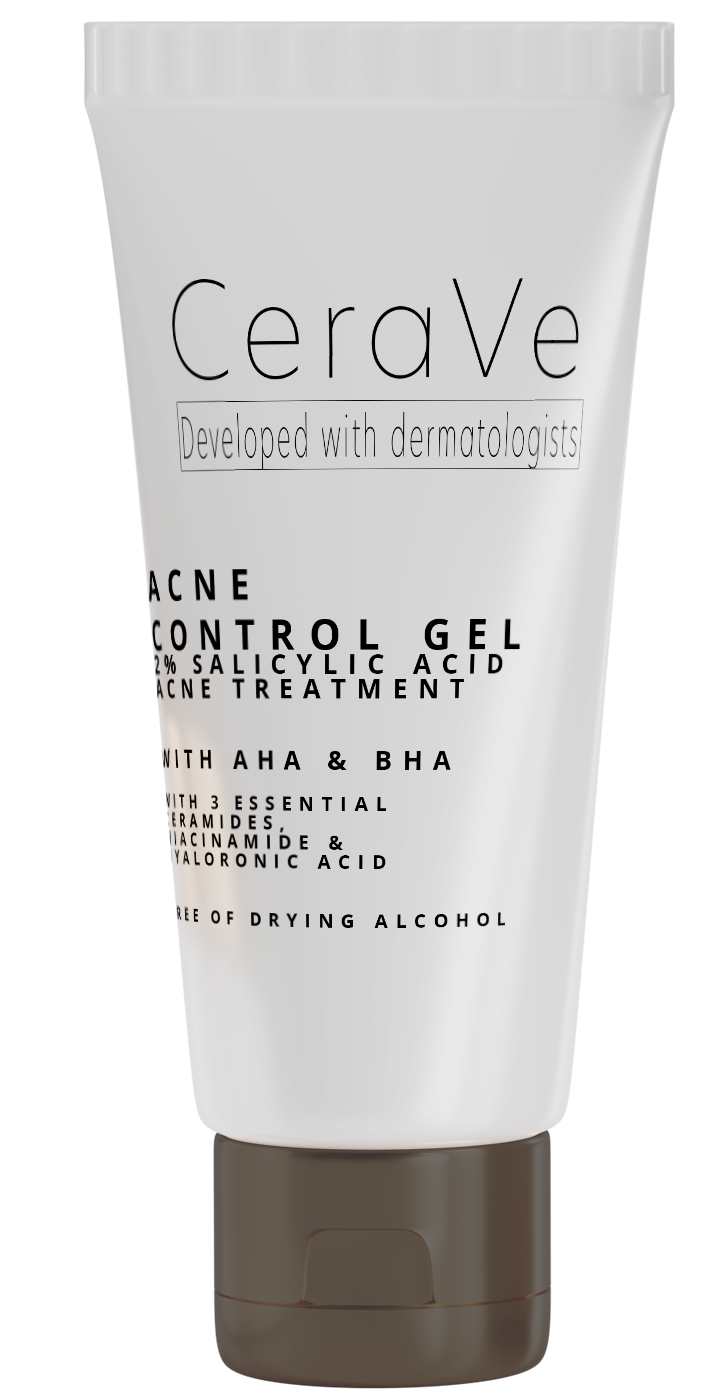 CeraVe
Developed with dermatologists
ACNE
CONTROL GEL
2% SALICYLIC ACID
ACNE TREATMENT
WITH AHA & BHA
WITH 3 ESSENTIAL
ERAMIDES,
IACINAMIDE &
YALORONIC ACID
REE OF DRYING ALCOHOL